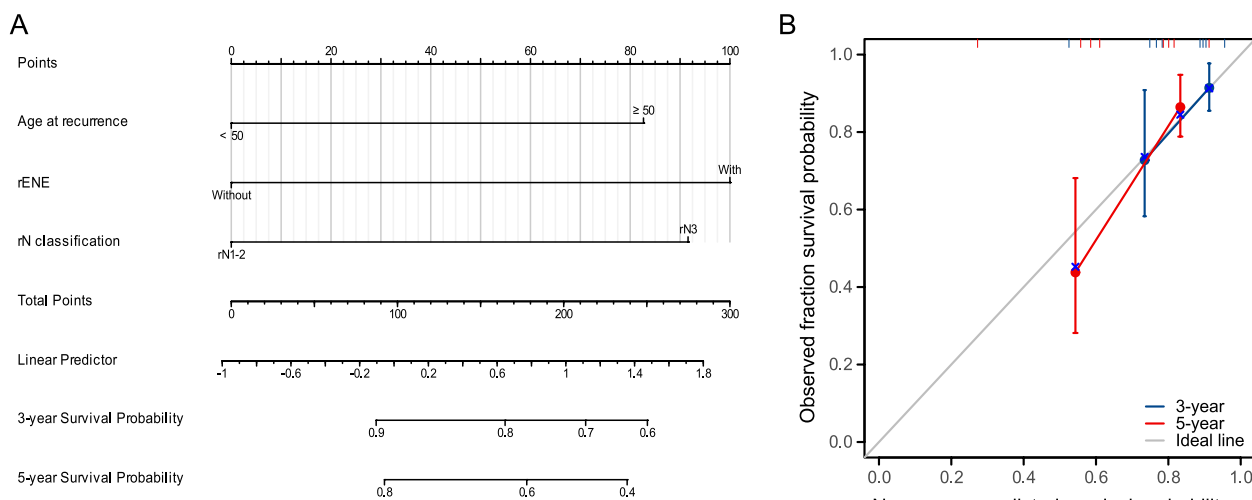 A
Points
0 20 40 60 80 100
Age at recurrence
≥ 50
< 50
rENE
With
Without
rN classification
rN3
rN1-2
Total Points
0 100 200 300
Linear Predictor
-1 -0.6 -0.2 0.2 0.6 1 1.4 1.8
3-year Survival Probability
0.9 0.8 0.7 0.6
5-year Survival Probability
0.8 0.6 0.4
B
Observed fraction survival probability
1.0
0.8
0.6
0.4
0.2
0.0
3-year
5-year
Ideal line
0.0 0.2 0.4 0.6 0.8 1.0